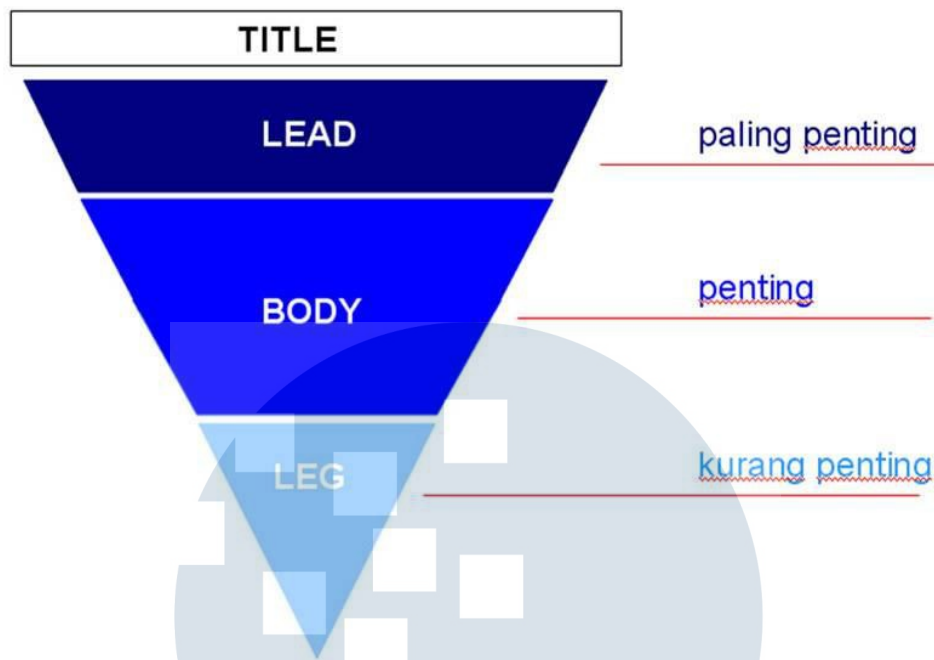 TITLE
LEAD
paling penting
BODY
penting
LEG
kurang penting